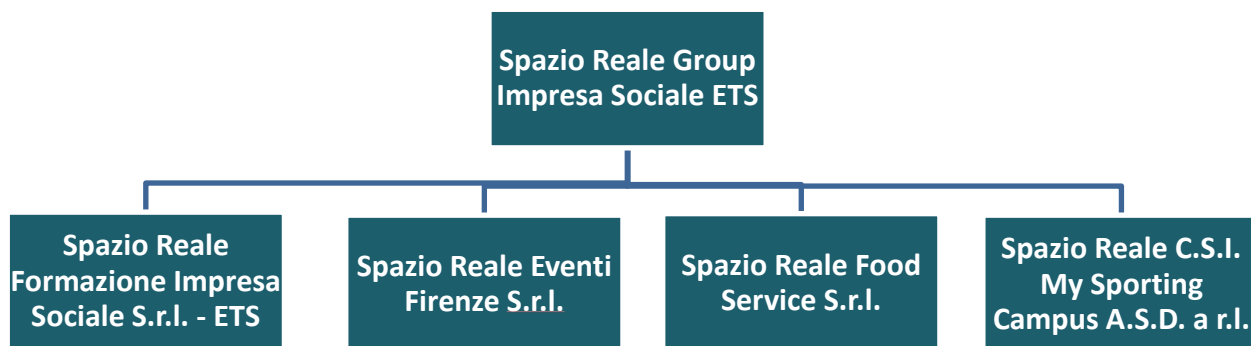 Spazio Reale Group
Impresa Sociale ETS
Spazio Reale
Formazione Impresa
Sociale S.r.l. - ETS
Spazio Reale Eventi
Firenze S.r.l.
Spazio Reale Food
Service S.r.l.
Spazio Reale C.S.I.
My Sporting
Campus A.S.D. a r.l.